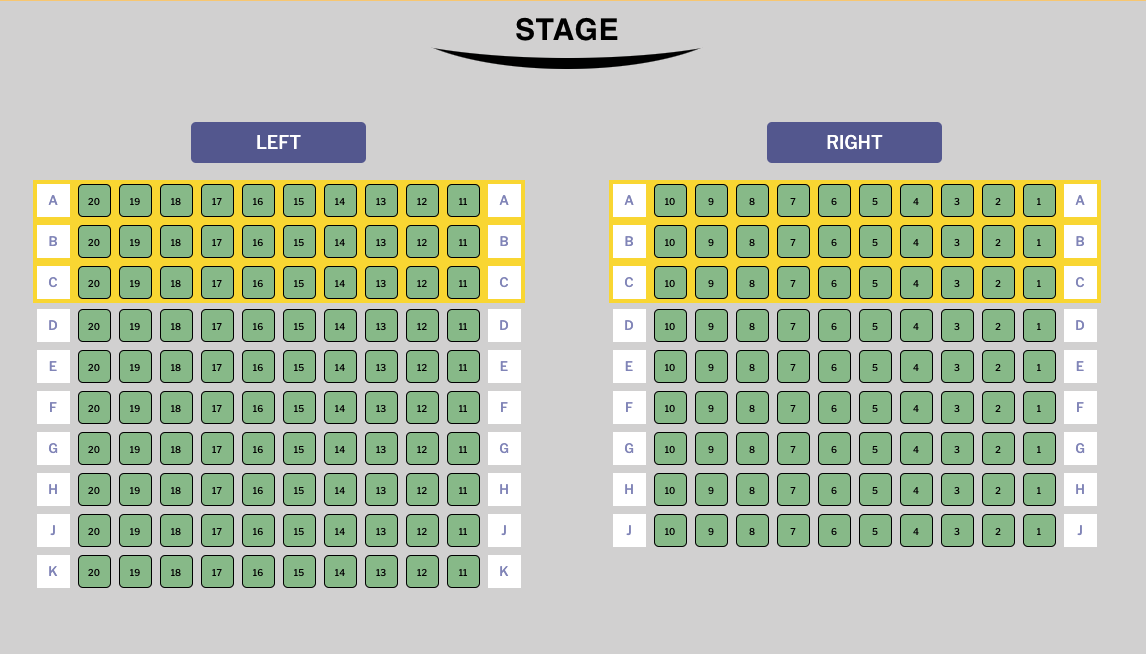 STAGE
LEFT RIGHT
A 20 19 18 17 16 15 14 13 12 11 A A 10 9 8 7 6 5 4 3 2 1 A
B 20 19 18 17 16 15 14 13 12 11 B B 10 9 8 7 6 5 4 3 2 1 B
C 20 19 18 17 16 15 14 13 12 11 C C 10 9 8 7 6 5 4 3 2 1 C
D 20 19 18 17 16 15 14 13 12 11 D D 10 9 8 7 6 5 4 3 2 1 D
E 20 19 18 17 16 15 14 13 12 11 E E 10 9 8 7 6 5 4 3 2 1 E
F 20 19 18 17 16 15 14 13 12 11 F F 10 9 8 7 6 5 4 3 2 1 F
G 20 19 18 17 16 15 14 13 12 11 G G 10 9 8 7 6 5 4 3 2 1 G
H 20 19 18 17 16 15 14 13 12 11 H H 10 9 8 7 6 5 4 3 2 1 H
J 20 19 18 17 16 15 14 13 12 11 J J 10 9 8 7 6 5 4 3 2 1 J
K 20 19 18 17 16 15 14 13 12 11 K